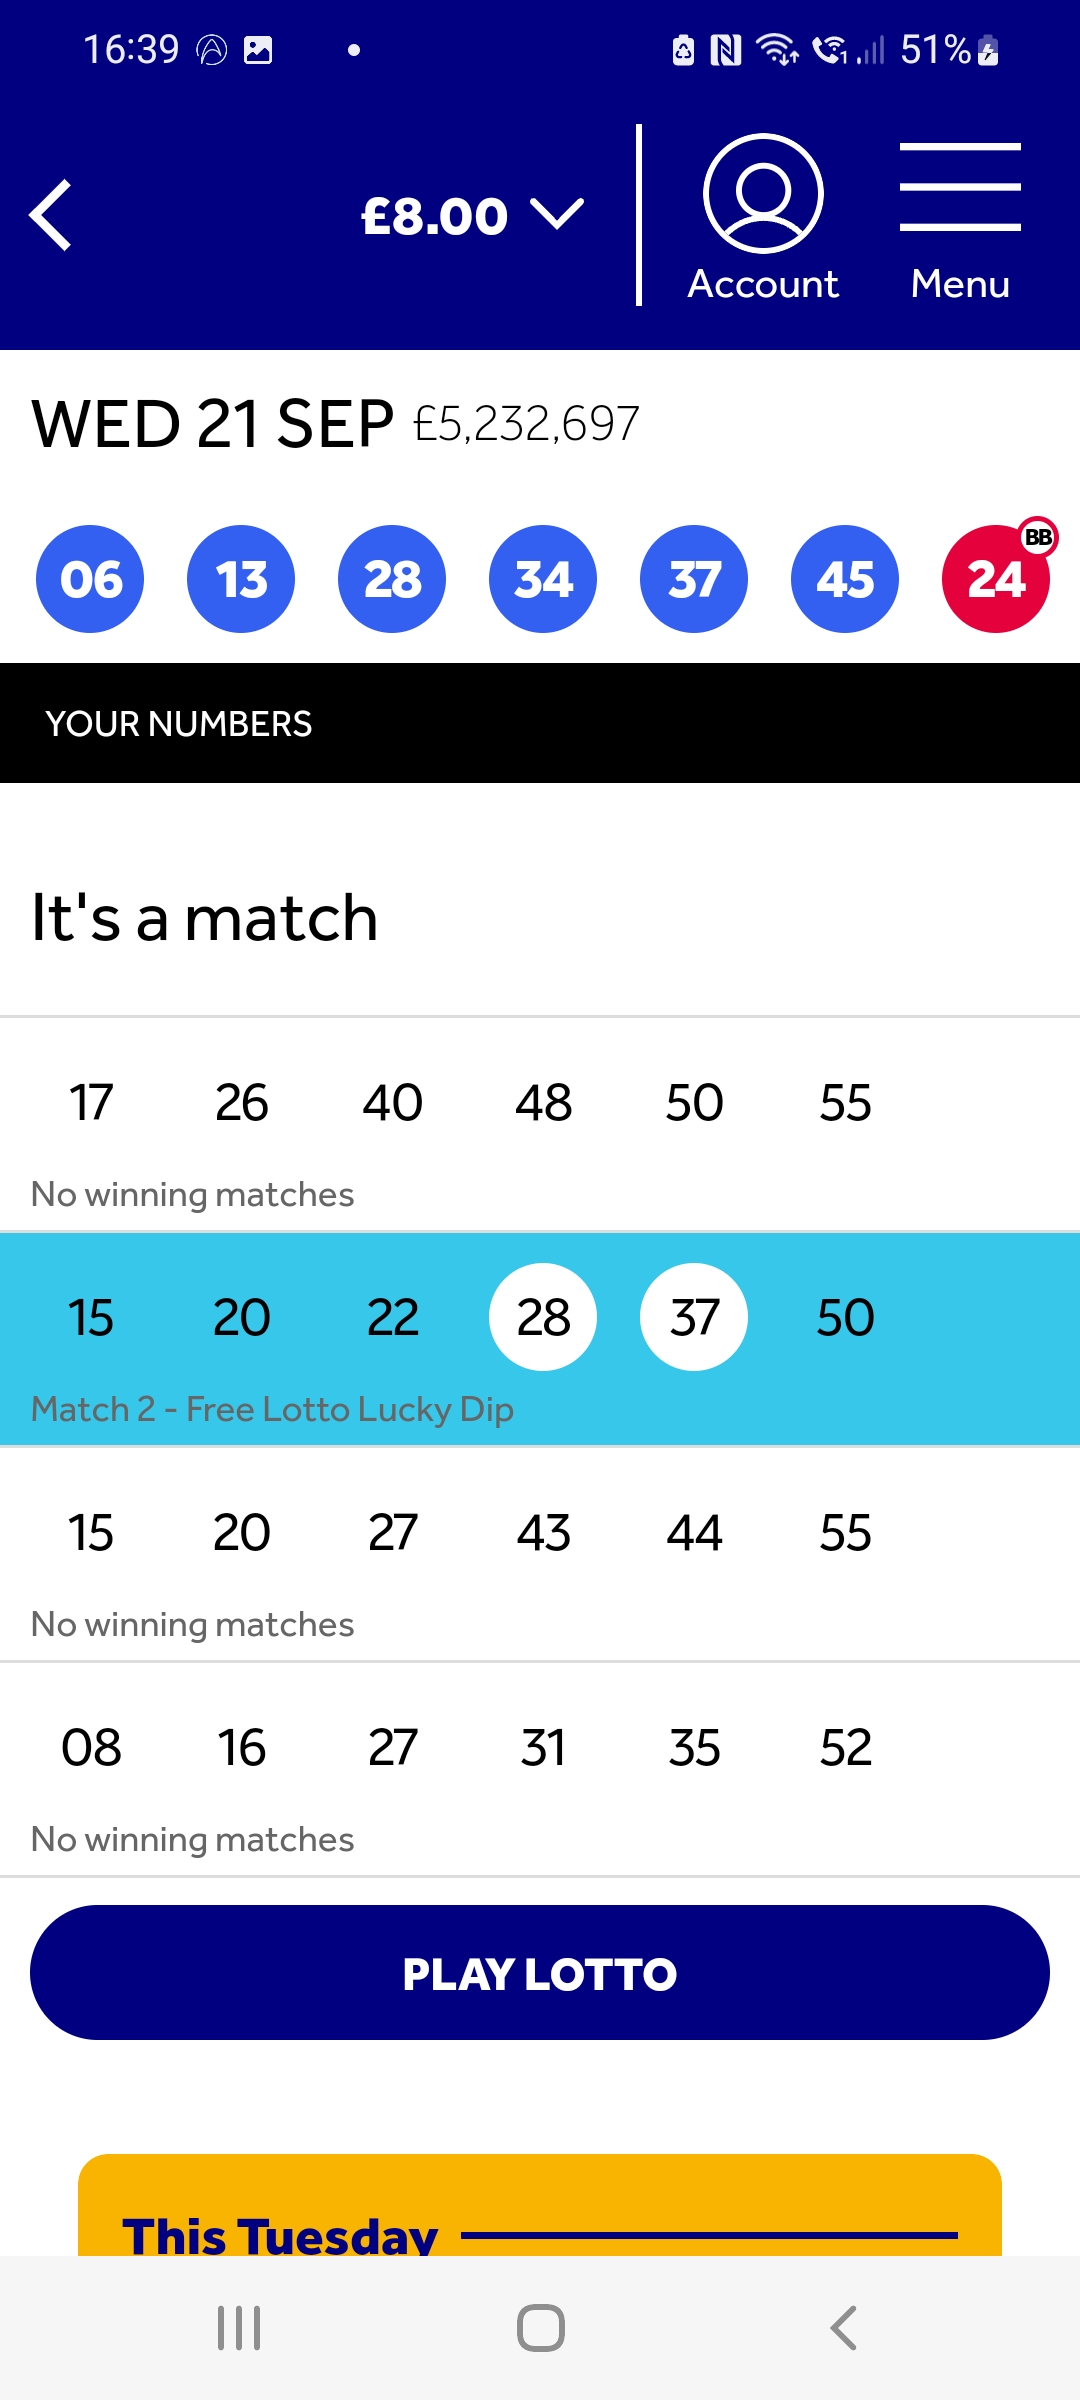 16:39 51%
£8.00
Account Menu
WED 21 SEP £5,232,697
06 13 28 34 37 45 24 BB
YOUR NUMBERS
It's a match
17 26 40 48 50 55
No winning matches
15 20 22 28 37 50
Match 2 - Free Lotto Lucky Dip
15 20 27 43 44 55
No winning matches
08 16 27 31 35 52
No winning matches
PLAY LOTTO
This Tuesday